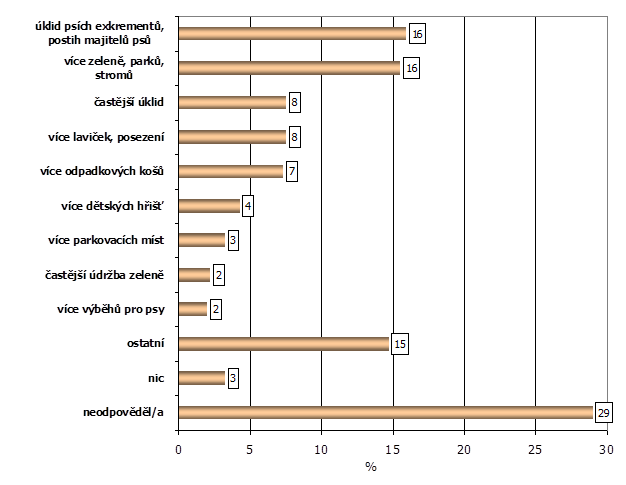 úklid psích exkrementů,
postih majitelů psů
16
více zeleně, parků,
stromů
16
častější úklid
8
více laviček, posezení
8
více odpadkových košů
7
více dětských hřišť
4
více parkovacích míst
3
častější údržba zeleně
2
více výběhů pro psy
2
ostatní
15
nic
3
neodpověděl/a
29
0 5 10 15 20 25 30
%